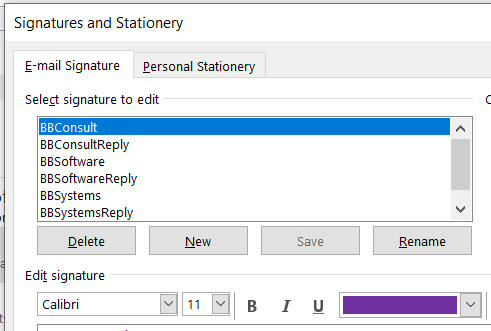 Signatures and Stationery
E-mail Signature Personal Stationery
Select signature to edit
BBConsult
BBConsultReply
BBSoftware
BBSoftwareReply
BBSystems
BBSystemsReply
Delete New Save Rename
Edit signature
Calibri 11 B I U